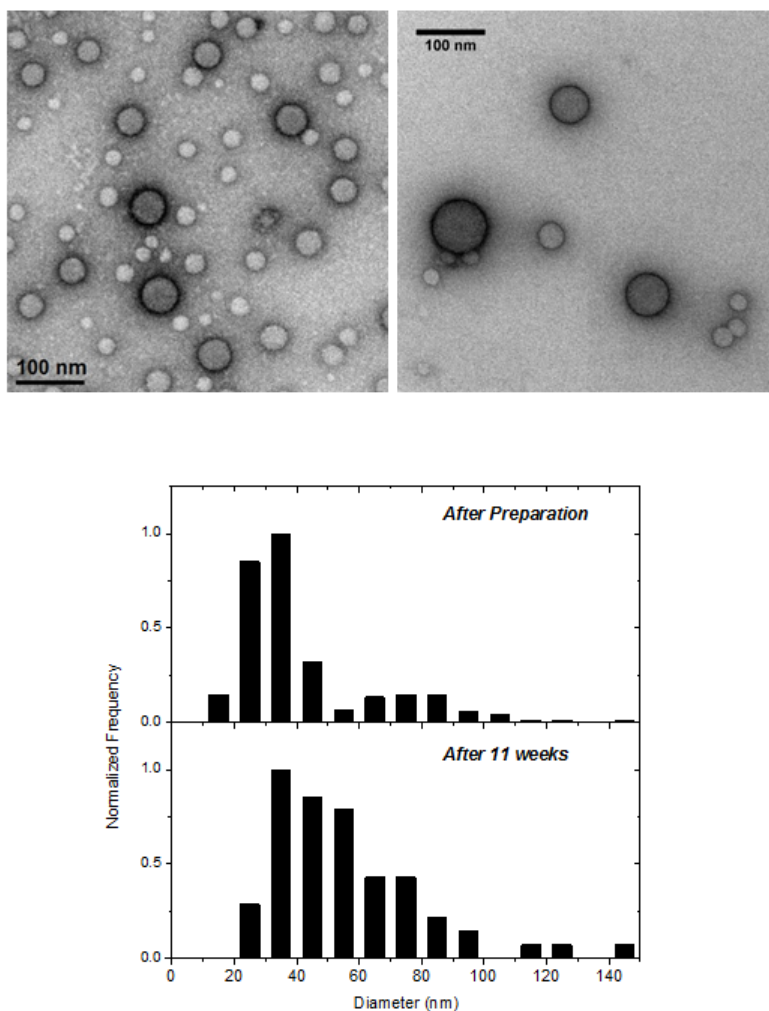 100 nm
100 nm
After Preparation
1.0
0.5
0.0
After 11 weeks
1.0
0.5
0.0
0 20 40 60 80 100 120 140
Normalized Frequency
Diameter (nm)